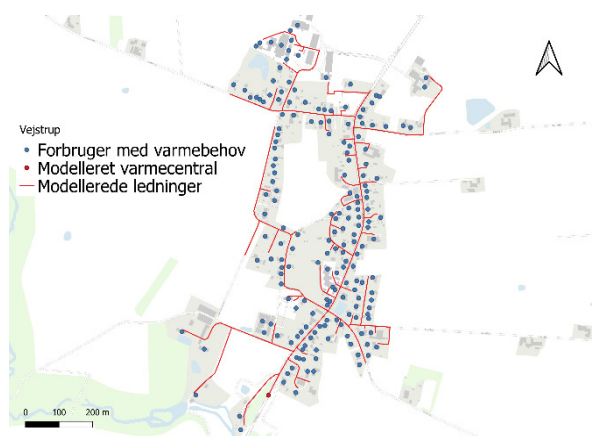 Vejstrup
Forbruger med varmebehov
Modelleret varmecentral
Modellerede ledninger
0 100 200 m